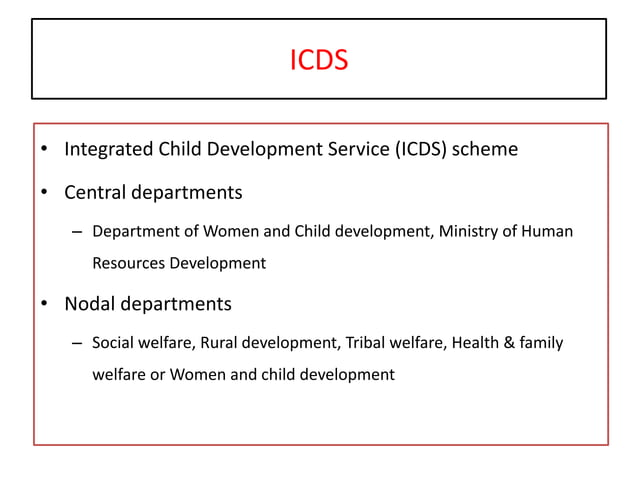 ICDS
• Integrated Child Development Service (ICDS) scheme
• Central departments
– Department of Women and Child development, Ministry of Human
Resources Development
• Nodal departments
– Social welfare, Rural development, Tribal welfare, Health & family
welfare or Women and child development